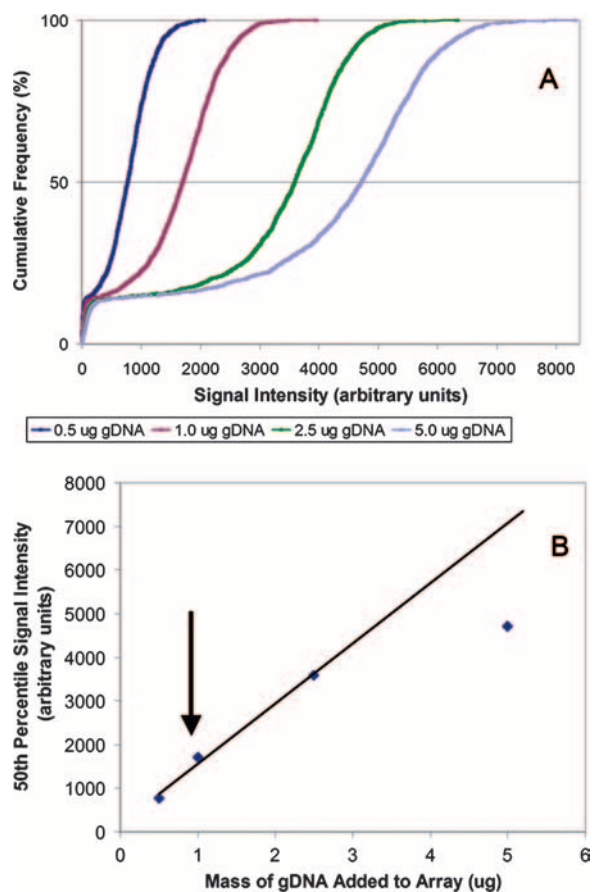 A
Cumulative Frequency (%)
100
50
0
0 1000 2000 3000 4000 5000 6000 7000 8000
Signal Intensity (arbitrary units)
0.5 ug gDNA 1.0 ug gDNA 2.5 ug gDNA 5.0 ug gDNA
B
50th Percentile Signal Intensity
(arbitrary units)
8000
7000
6000
5000
4000
3000
2000
1000
0
0 1 2 3 4 5 6
Mass of gDNA Added to Array (ug)